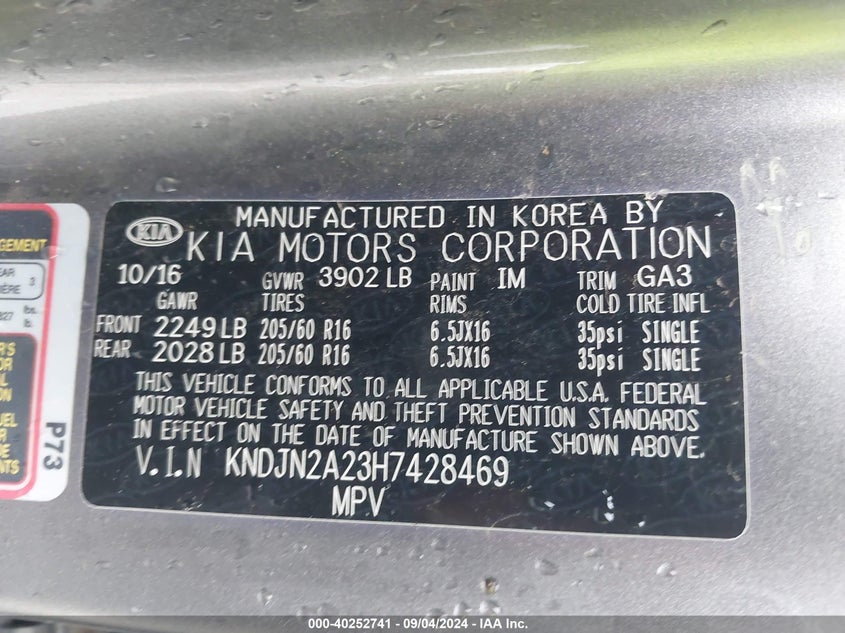 MANUFACTURED IN KOREA BY
KIA KIA MOTORS CORPORATION
10/16 GVWR 3902 LB PAINT IM TRIM GA3
GAWR TIRES RIMS COLD TIRE INFL
FRONT 2249 LB 205/60 R16 6.5JX16 35psi SINGLE
REAR 2028 LB 205/60 R16 6.5JX16 35psi SINGLE
THIS VEHICLE CONFORMS TO ALL APPLICABLE U.S.A. FEDERAL
MOTOR VEHICLE SAFETY AND THEFT PREVENTION STANDARDS
IN EFFECT ON THE DATE OF MANUFACTURE SHOWN ABOVE.
V.I.N KNDJN2A23H7428469
MPV
P73
000-40252741 - 09/04/2024 - IAA Inc.